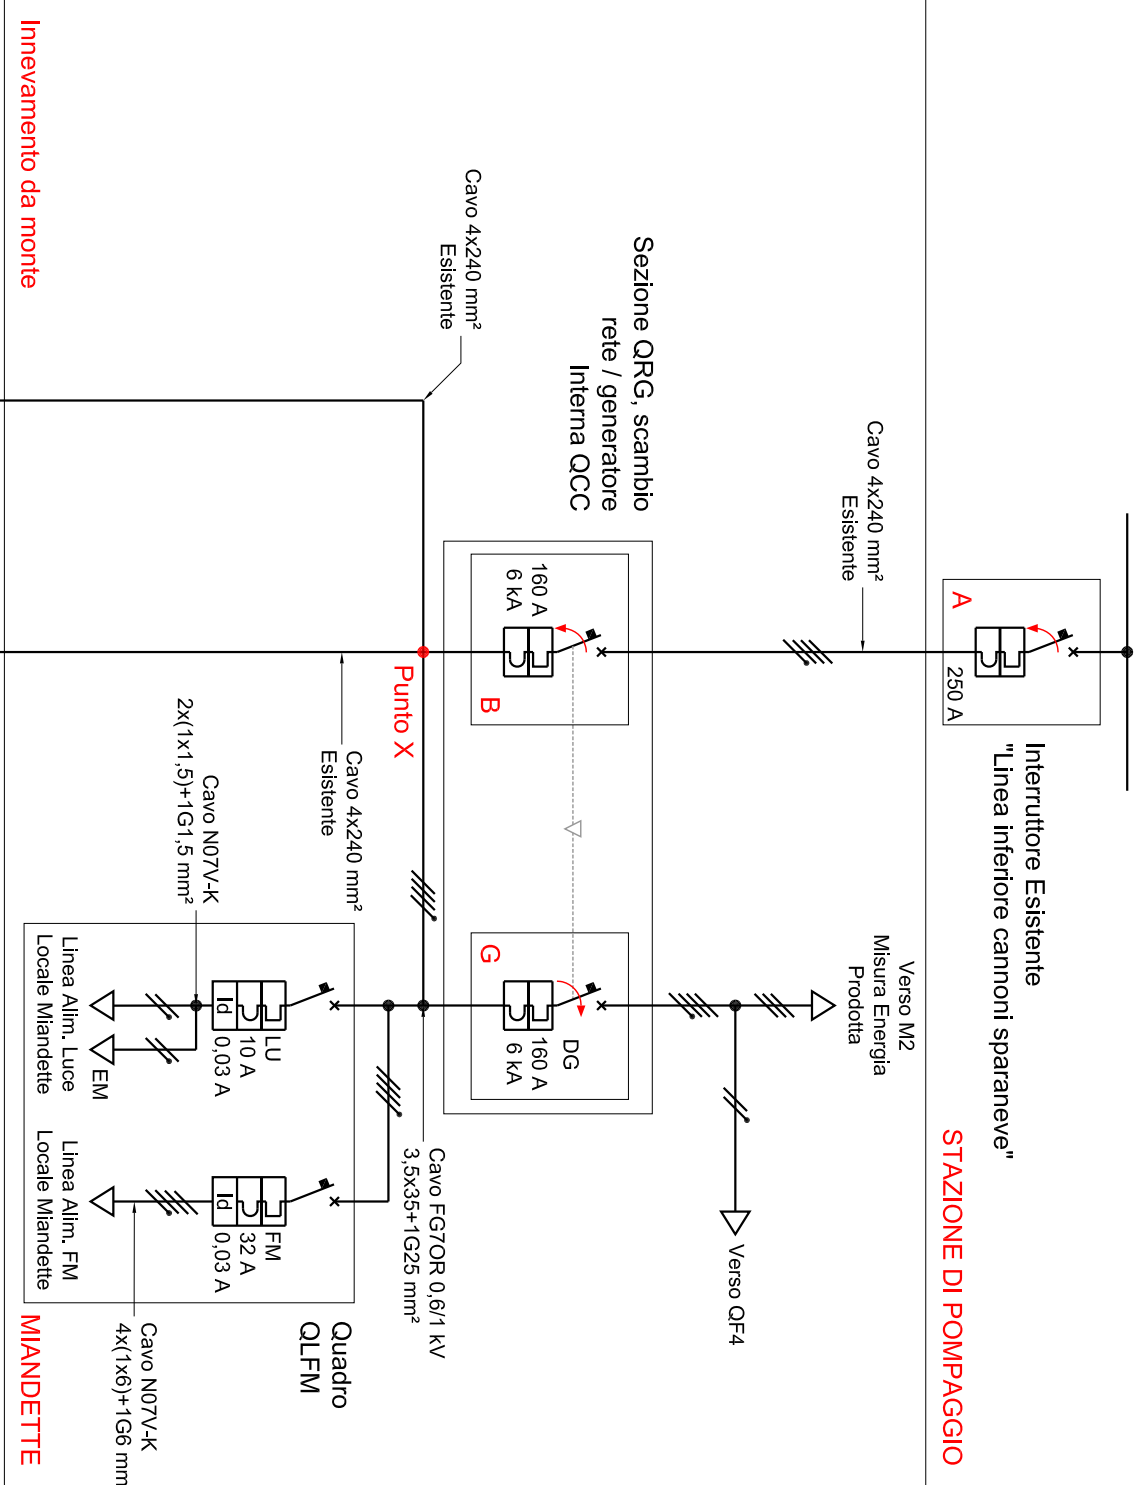 STAZIONE DI POMPAGGIO
Interruttore Esistente
"Linea inferiore cannoni sparaneve"
A
250 A
Cavo 4x240 mm²
Esistente
Verso M2
Misura Energia
Prodotta
Verso QF4
Sezione QRG, scambio
rete / generatore
Interna QCC
160 A
6 kA
B
DG
160 A
6 kA
G
Cavo 4x240 mm²
Esistente
Punto X
Cavo FG7OR 0,6/1 kV
3,5x35+1G25 mm²
Cavo 4x240 mm²
Esistente
Quadro
QLFM
LU
10 A
0,03 A
Id
FM
32 A
0,03 A
Id
Cavo N07V-K
2x(1x1,5)+1G1,5 mm²
EM
Linea Alim. Luce
Locale Miandette
Linea Alim. FM
Locale Miandette
Cavo N07V-K
4x(1x6)+1G6 mm
Innevamento da monte
MIANDETTE